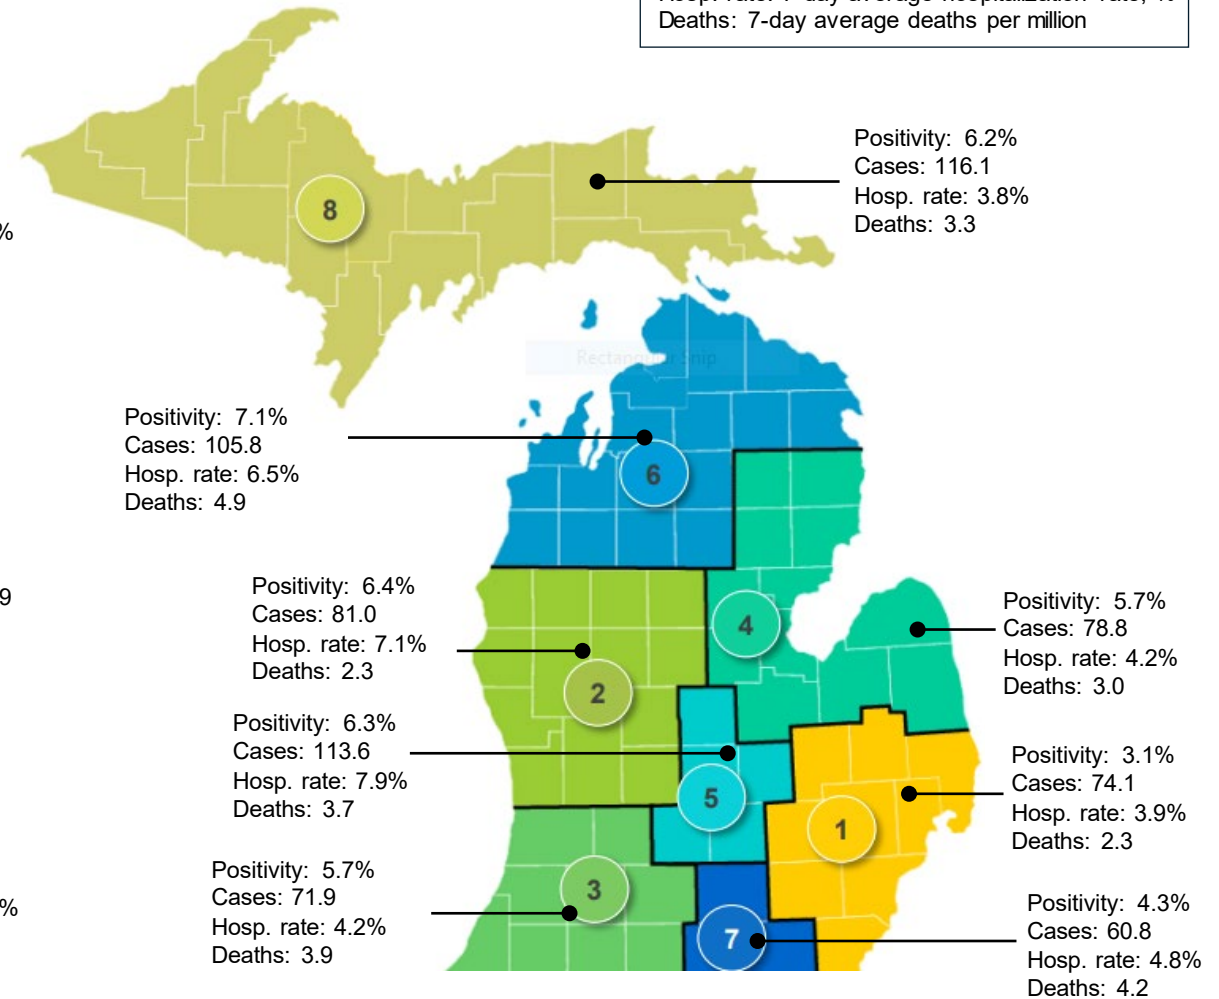 Deaths: 7-day average deaths per million
Positivity: 6.2%
Cases: 116.1
Hosp. rate: 3.8%
Deaths: 3.3
8
%
Rectangular Snip
Positivity: 7.1%
Cases: 105.8
Hosp. rate: 6.5%
Deaths: 4.9
6
Positivity: 6.4%
Cases: 81.0
Hosp. rate: 7.1%
Deaths: 2.3
9
4
Positivity: 5.7%
Cases: 78.8
Hosp. rate: 4.2%
Deaths: 3.0
2
Positivity: 6.3%
Cases: 113.6
Hosp. rate: 7.9%
Deaths: 3.7
5
Positivity: 3.1%
Cases: 74.1
Hosp. rate: 3.9%
Deaths: 2.3
1
Positivity: 5.7%
Cases: 71.9
Hosp. rate: 4.2%
Deaths: 3.9
3
%
7
Positivity: 4.3%
Cases: 60.8
Hosp. rate: 4.8%
Deaths: 4.2